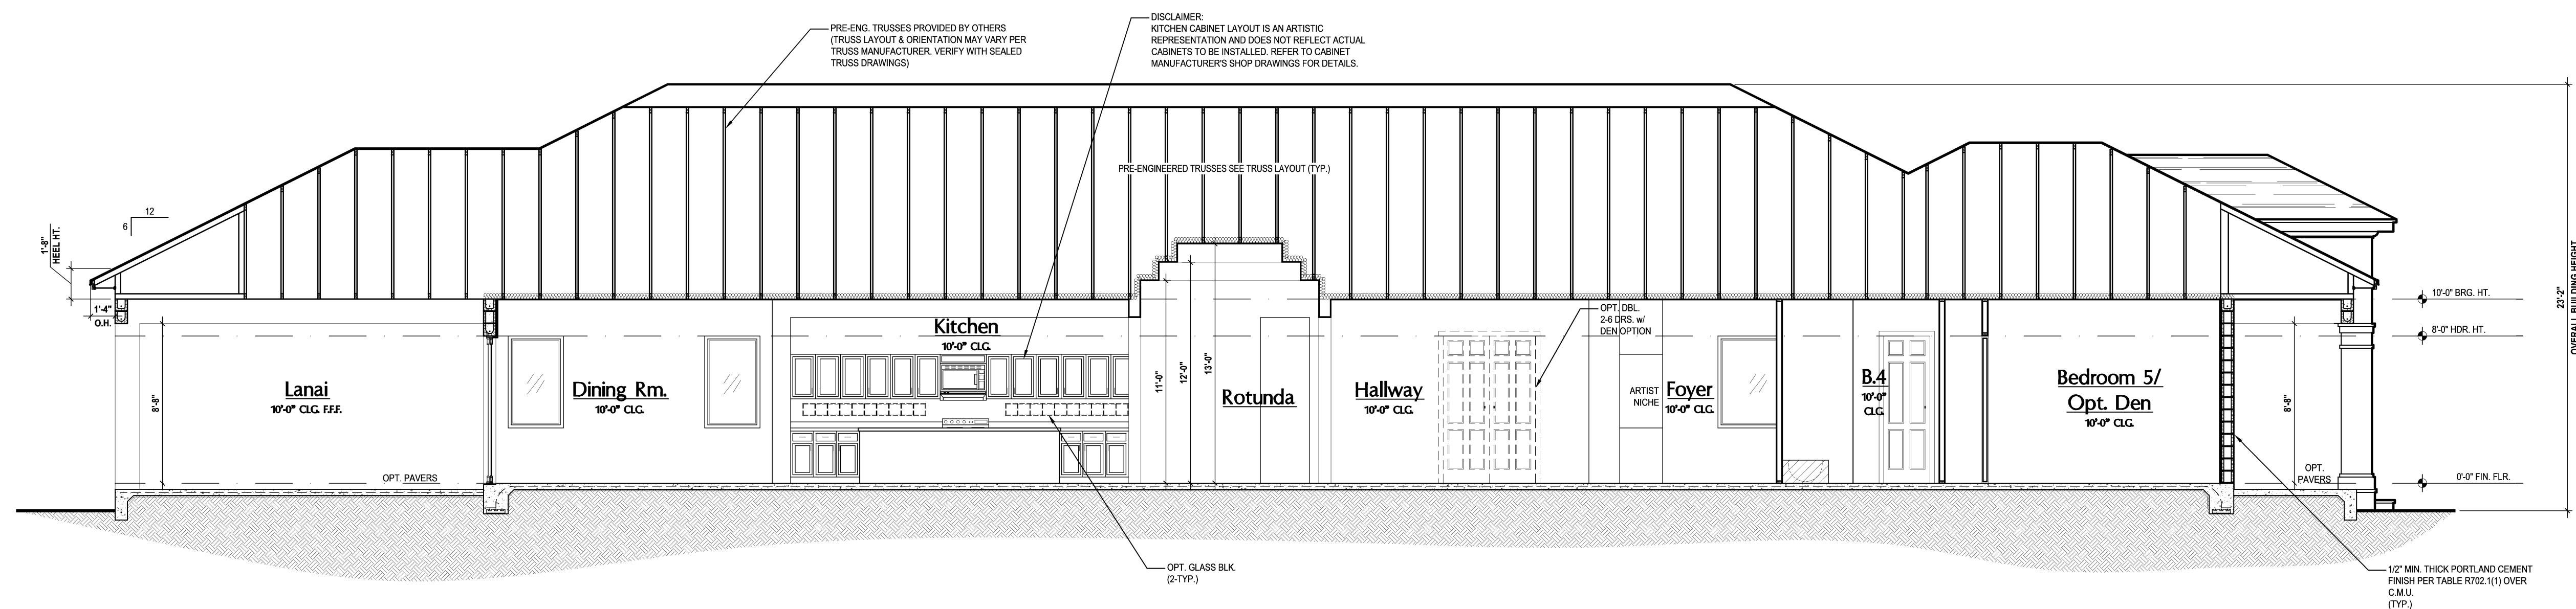 PRE-ENG. TRUSSES PROVIDED BY OTHERS
(TRUSS LAYOUT & ORIENTATION MAY VARY PER
TRUSS MANUFACTURER. VERIFY WITH SEALED
TRUSS DRAWINGS)
DISCLAIMER:
KITCHEN CABINET LAYOUT IS AN ARTISTIC
REPRESENTATION AND DOES NOT REFLECT ACTUAL
CABINETS TO BE INSTALLED. REFER TO CABINET
MANUFACTURER'S SHOP DRAWINGS FOR DETAILS.
PRE-ENGINEERED TRUSSES SEE TRUSS LAYOUT (TYP.)
12
6
1'-8"
HEEL HT.
1'-4"
O.H.
8'-8"
Lanai
10'-0" CLG. F.F.F.
OPT. PAVERS
Dining Rm.
10'-0" CLG.
Kitchen
10'-0" CLG.
OPT. GLASS BLK.
(2-TYP.)
11'-0"
12'-0"
13'-0"
Rotunda
Hallway
10'-0" CLG.
OPT. DBL.
2-6 DRS. w/
DEN OPTION
ARTIST
NICHE
Foyer
10'-0" CLG.
B.4
10'-0"
CLG.
Bedroom 5/
Opt. Den
10'-0" CLG.
8'-8"
OPT.
PAVERS
10'-0" BRG. HT.
8'-0" HDR. HT.
0'-0" FIN. FLR.
23'-2"
OVERALL BUILDING HEIGHT
1/2" MIN. THICK PORTLAND CEMENT
FINISH PER TABLE R702.1(1) OVER
C.M.U.
(TYP.)